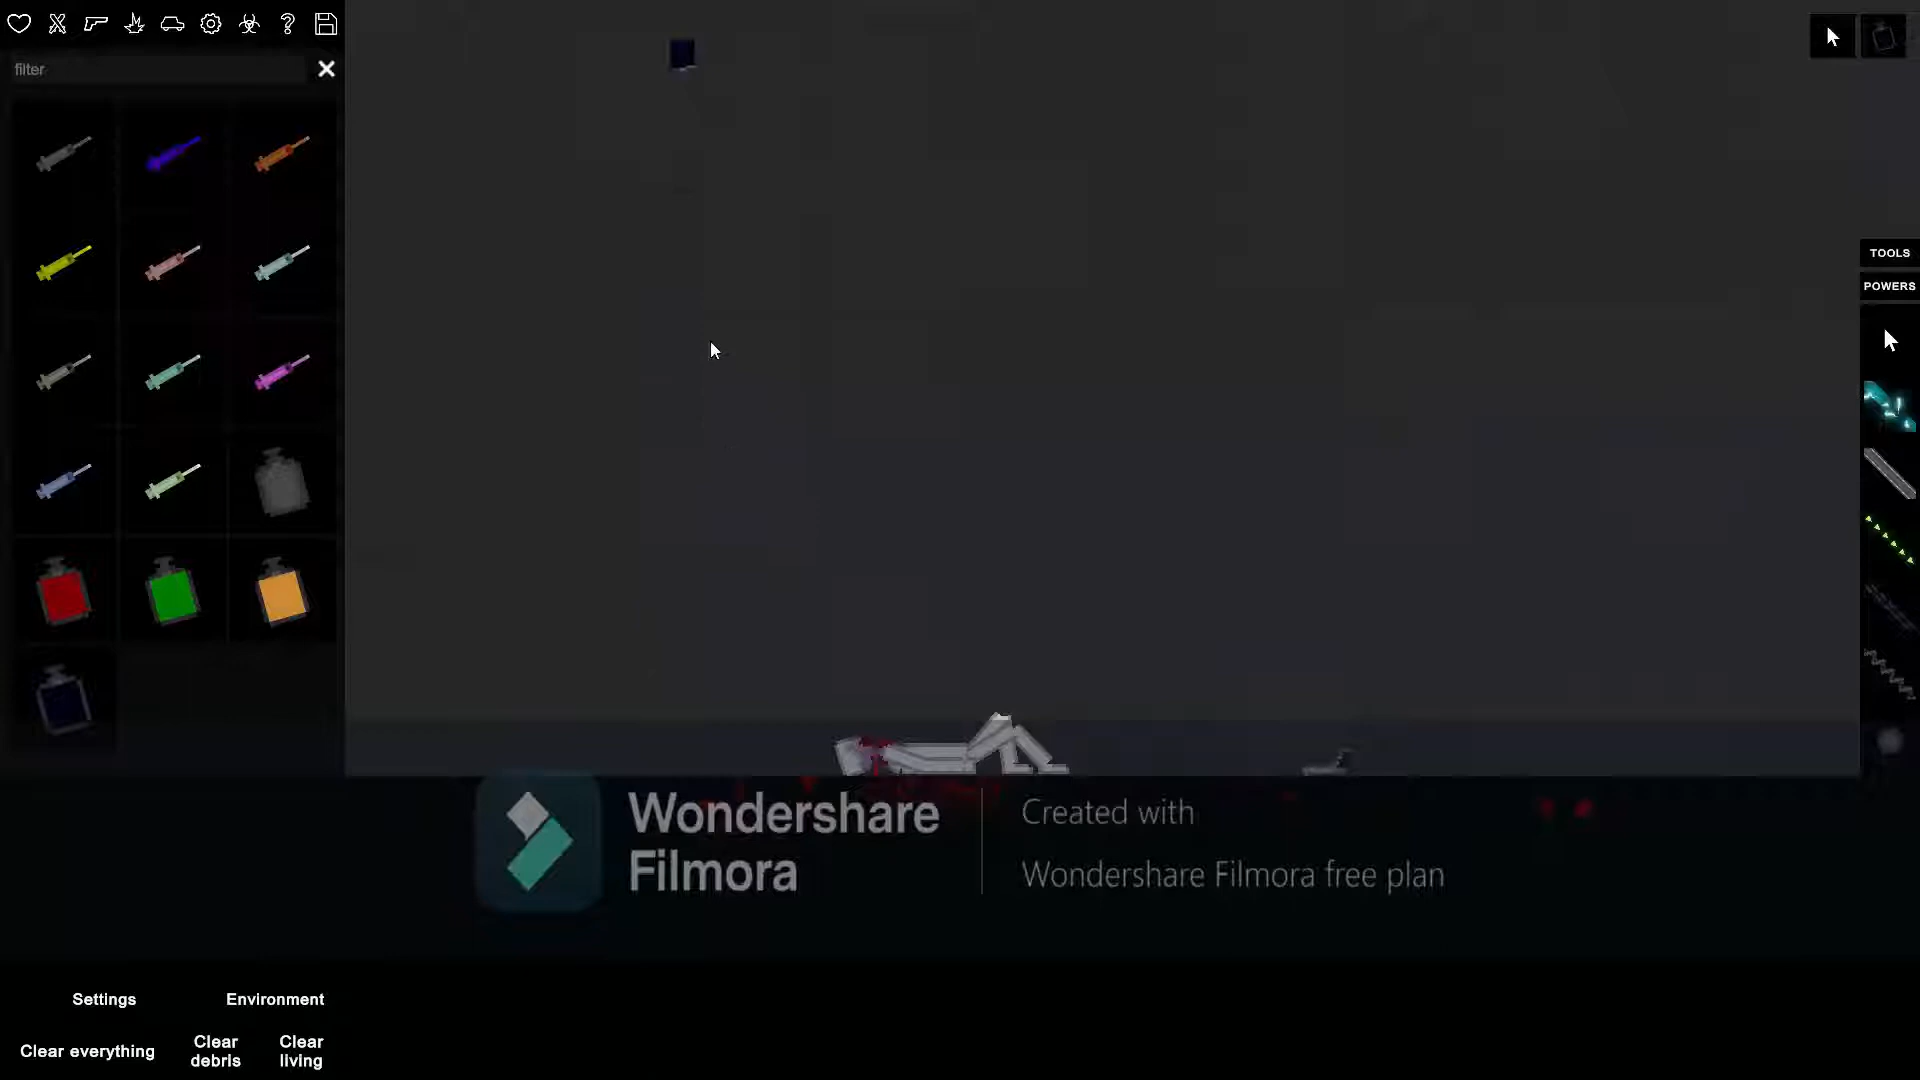 filter
TOOLS
POWERS
Wondershare
Filmora
Created with
Wondershare Filmora free plan
Settings
Environment
Clear everything
Clear
debris
Clear
living